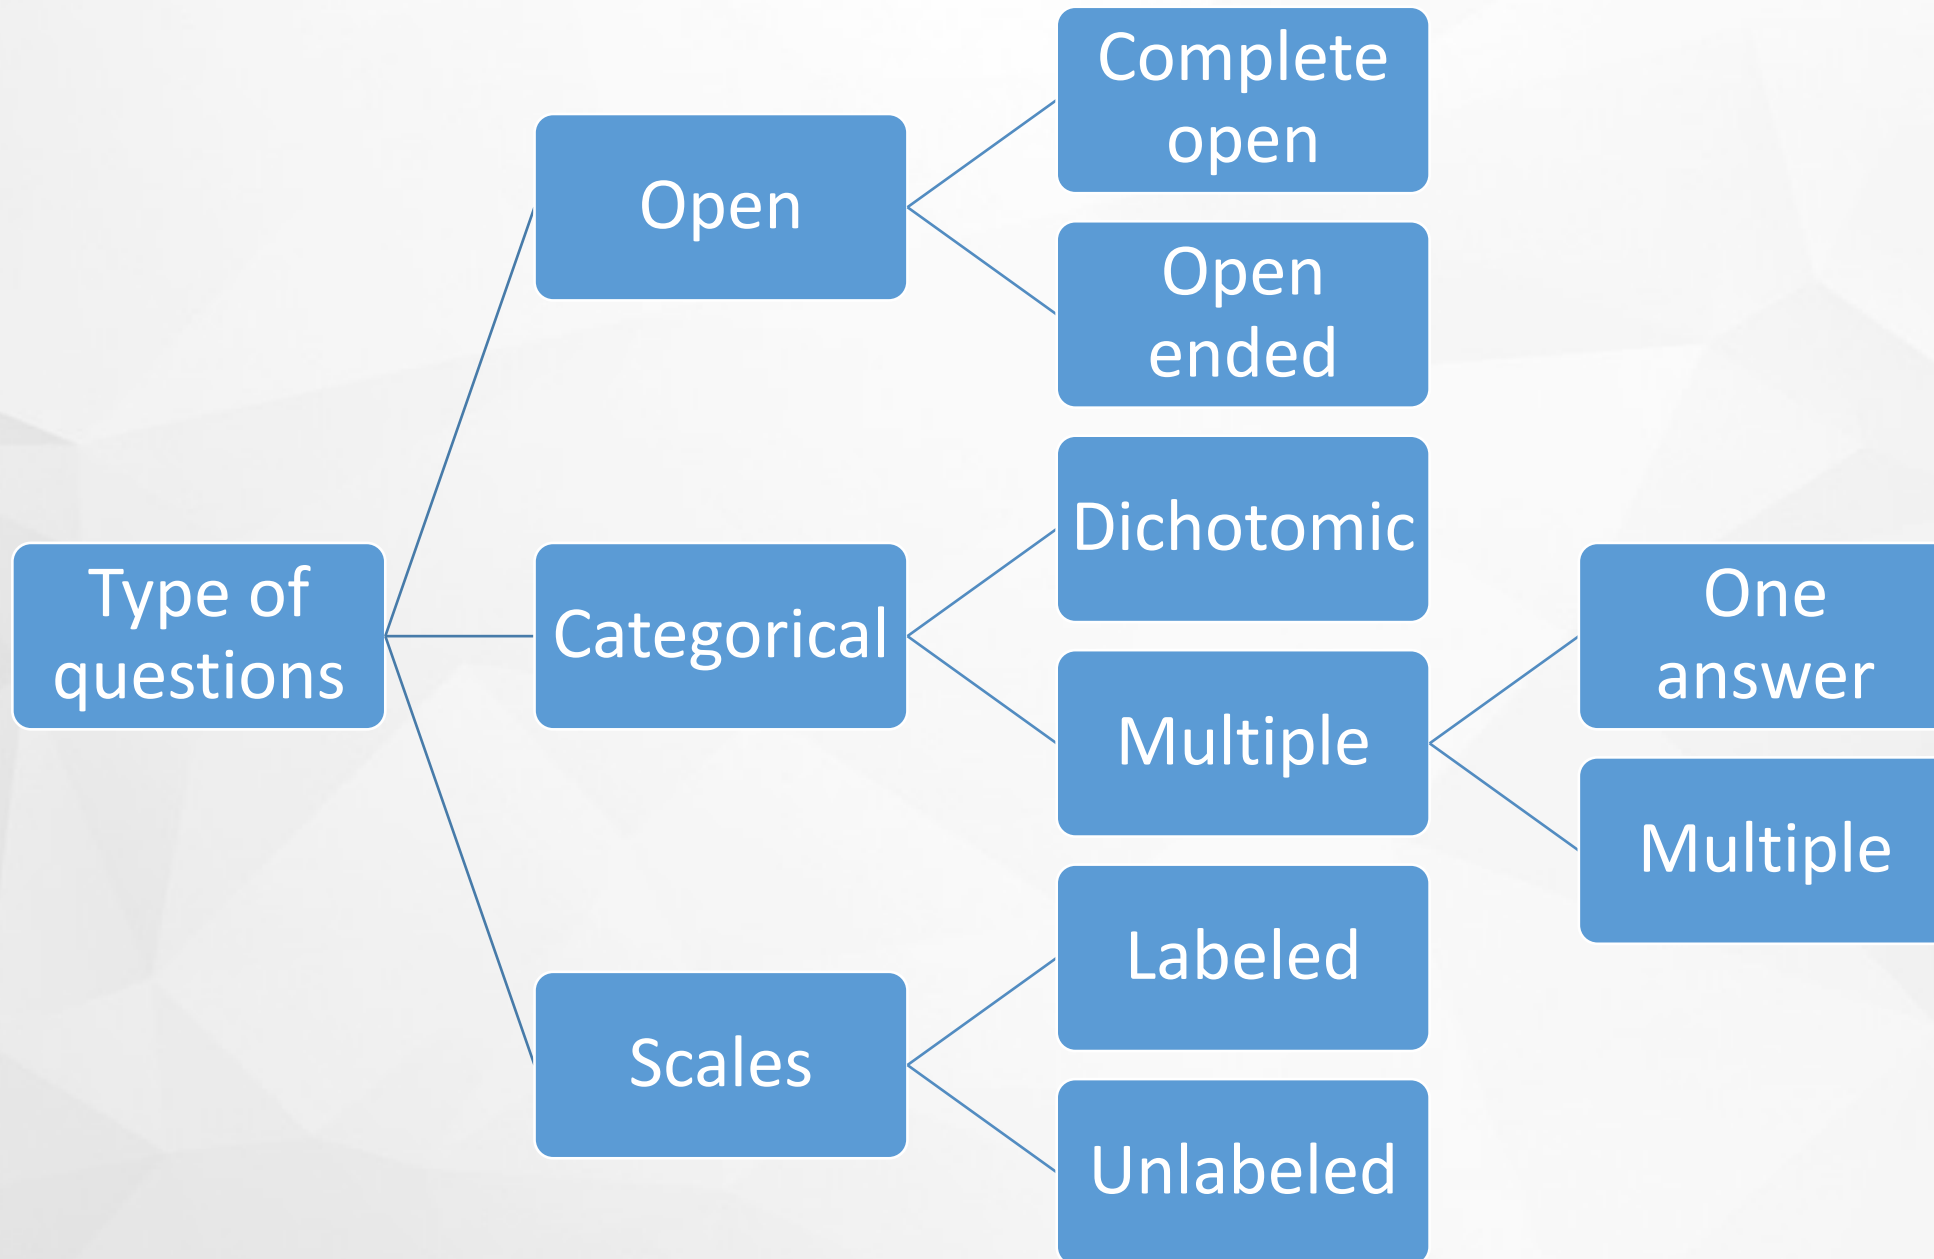 Type of
questions
Open
Complete
open
Open
ended
Categorical
Dichotomic
Multiple
One
answer
Multiple
Scales
Labeled
Unlabeled